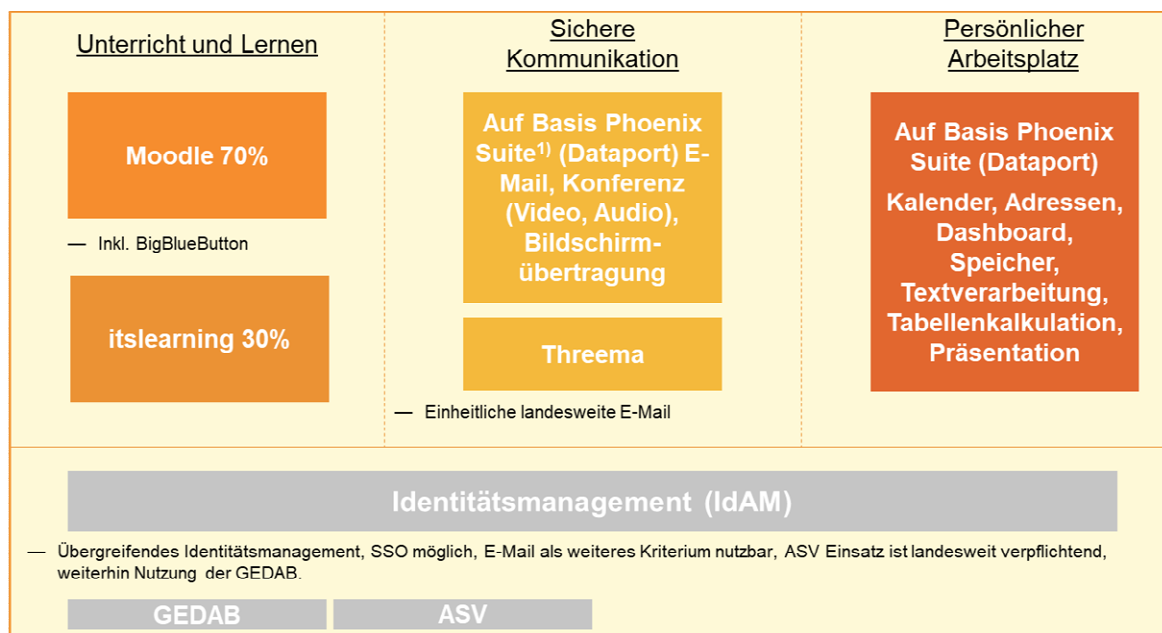 Unterricht und Lernen
Moodle 70%
— Inkl. BigBlueButton
itslearning 30%
Sichere
Kommunikation
Auf Basis Phoenix
Suite¹⁾ (Dataport) E-
Mail, Konferenz
(Video, Audio),
Bildschirm-
übertragung
Threema
— Einheitliche landesweite E-Mail
Persönlicher
Arbeitsplatz
Auf Basis Phoenix
Suite (Dataport)
Kalender, Adressen,
Dashboard,
Speicher,
Textverarbeitung,
Tabellenkalkulation,
Präsentation
Identitätsmanagement (IdAM)
— Übergreifendes Identitätsmanagement, SSO möglich, E-Mail als weiteres Kriterium nutzbar, ASV Einsatz ist landesweit verpflichtend,
weiterhin Nutzung der GEDAB.
GEDAB
ASV